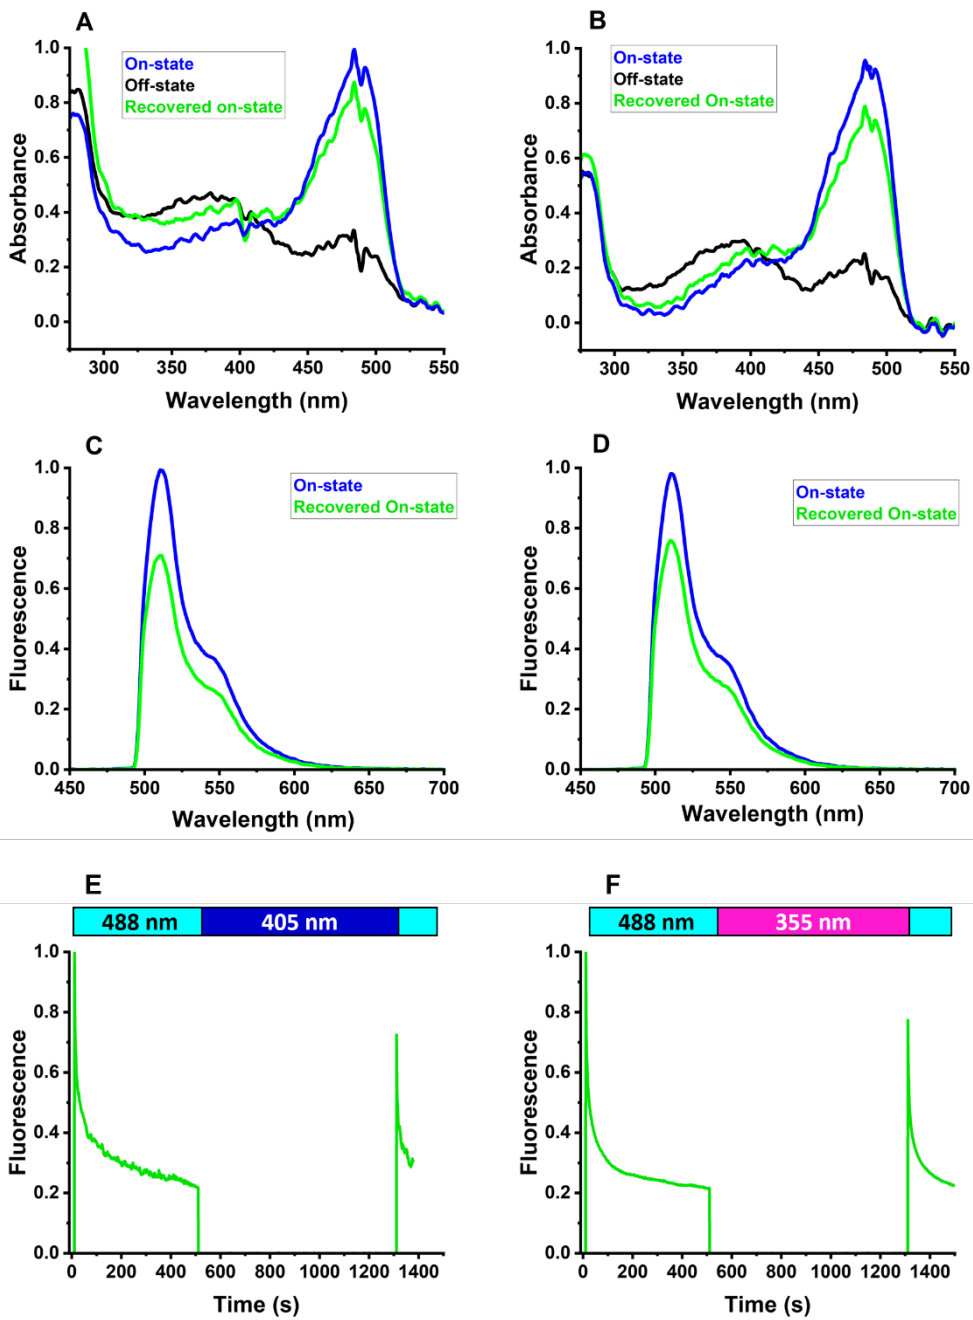 A
On-state
Off-state
Recovered on-state
1.0
0.8
0.6
0.4
0.2
0.0
Absorbance
300 350 400 450 500 550
Wavelength (nm)
B
On-state
Off-state
Recovered On-state
1.0
0.8
0.6
0.4
0.2
0.0
Absorbance
300 350 400 450 500 550
Wavelength (nm)
C
On-state
Recovered On-state
1.0
0.8
0.6
0.4
0.2
0.0
Fluorescence
450 500 550 600 650 700
Wavelength (nm)
D
On-state
Recovered On-state
1.0
0.8
0.6
0.4
0.2
0.0
Fluorescence
450 500 550 600 650 700
Wavelength (nm)
E
488 nm 405 nm
1.0
0.8
0.6
0.4
0.2
0.0
Fluorescence
0 200 400 600 800 1000 1200 1400
Time (s)
F
488 nm 355 nm
1.0
0.8
0.6
0.4
0.2
0.0
Fluorescence
0 200 400 600 800 1000 1200 1400
Time (s)